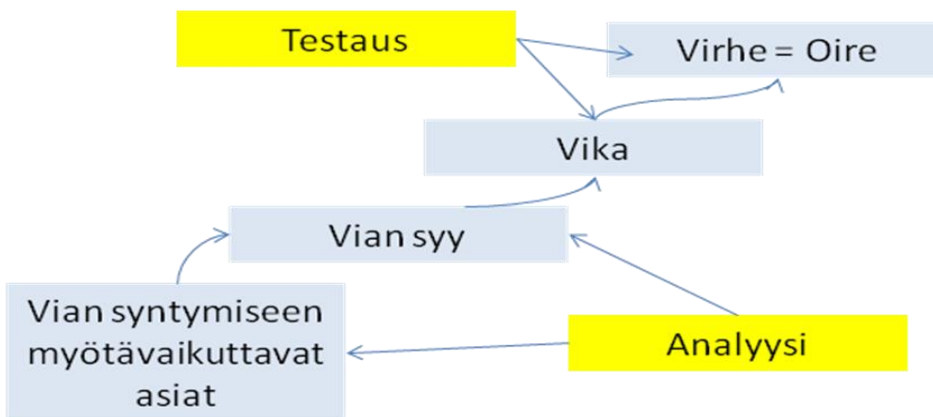 Testaus
Virhe = Oire
Vika
Vian syy
Vian syntymiseen
myötävaikuttavat
asiat
Analyysi